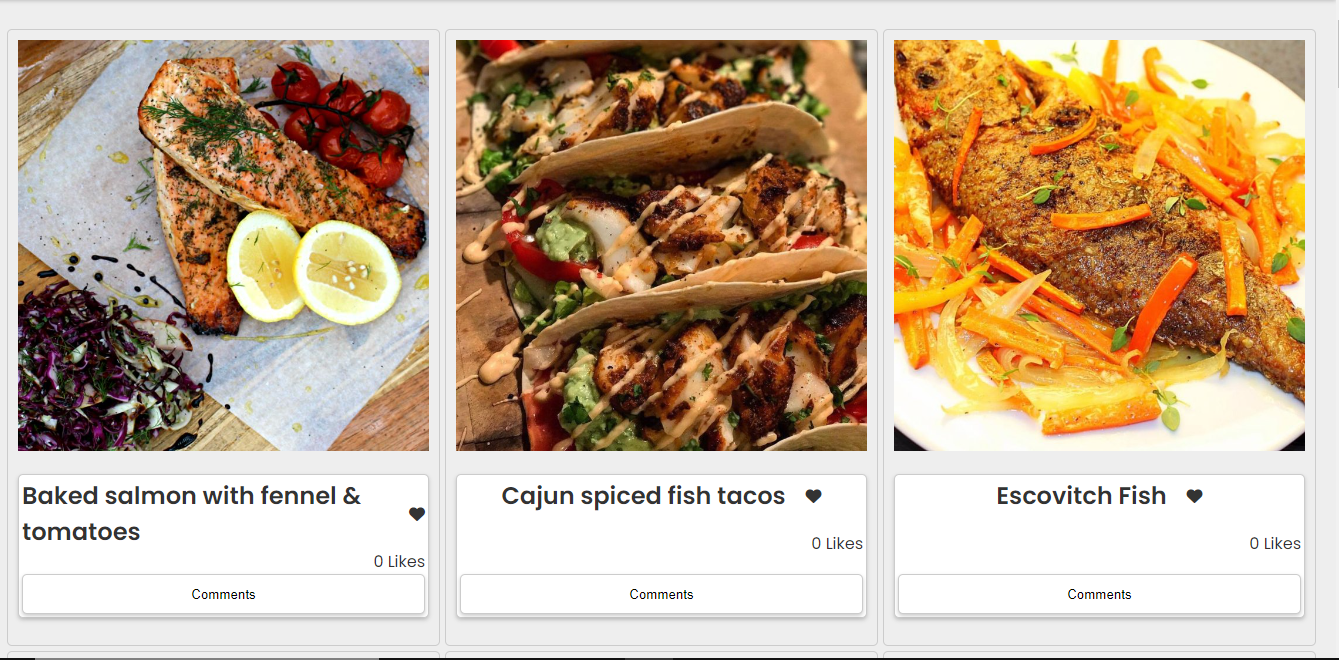 Baked salmon with fennel &
tomatoes
0 Likes
Comments
Cajun spiced fish tacos
0 Likes
Comments
Escovitch Fish
0 Likes
Comments